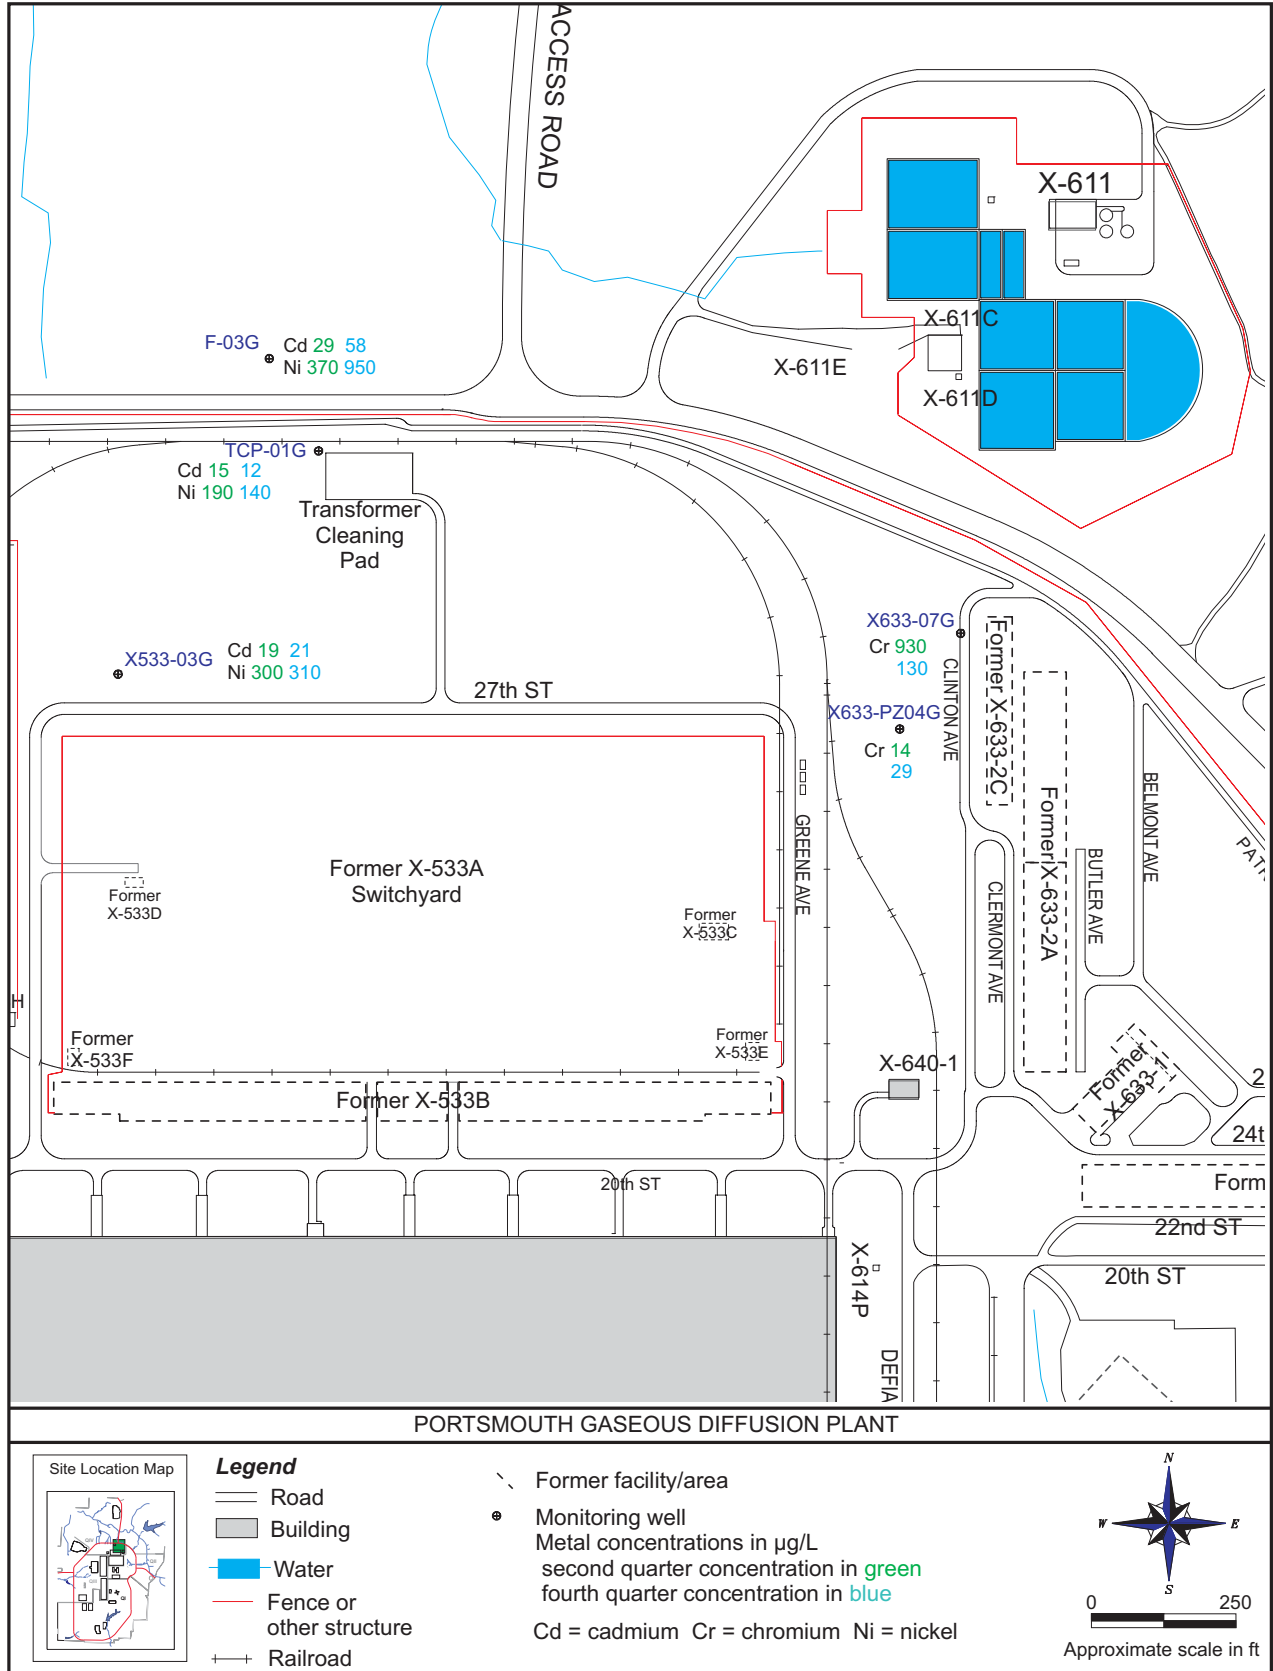 ACCESS ROAD
X-611
X-611C
X-611E
X-611D
F-03G
Cd 29 58
Ni 370 950
TCP-01G
Cd 15 12
Ni 190 140
Transformer
Cleaning
Pad
X533-03G
Cd 19 21
Ni 300 310
27th ST
X633-07G
Cr 930
130
X633-PZ04G
Cr 14
29
CLINTON AVE
Former X-633-2C
Former X-633-2A
BELMONT AVE
BUTLER AVE
CLERMONT AVE
GREENE AVE
Former X-533A
Switchyard
Former
X-533D
Former
X-533C
H
Former
X-533F
Former
X-533E
Former X-533B
X-640-1
Former
X-633-1
2
24t
Form
22nd ST
20th ST
20th ST
X-614P
DEFIA
PORTSMOUTH GASEOUS DIFFUSION PLANT
Site Location Map
Legend
Road
Building
Water
Fence or
other structure
Railroad
Former facility/area
Monitoring well
Metal concentrations in µg/L
second quarter concentration in green
fourth quarter concentration in blue
Cd = cadmium Cr = chromium Ni = nickel
N
W
E
S
0 250
Approximate scale in ft